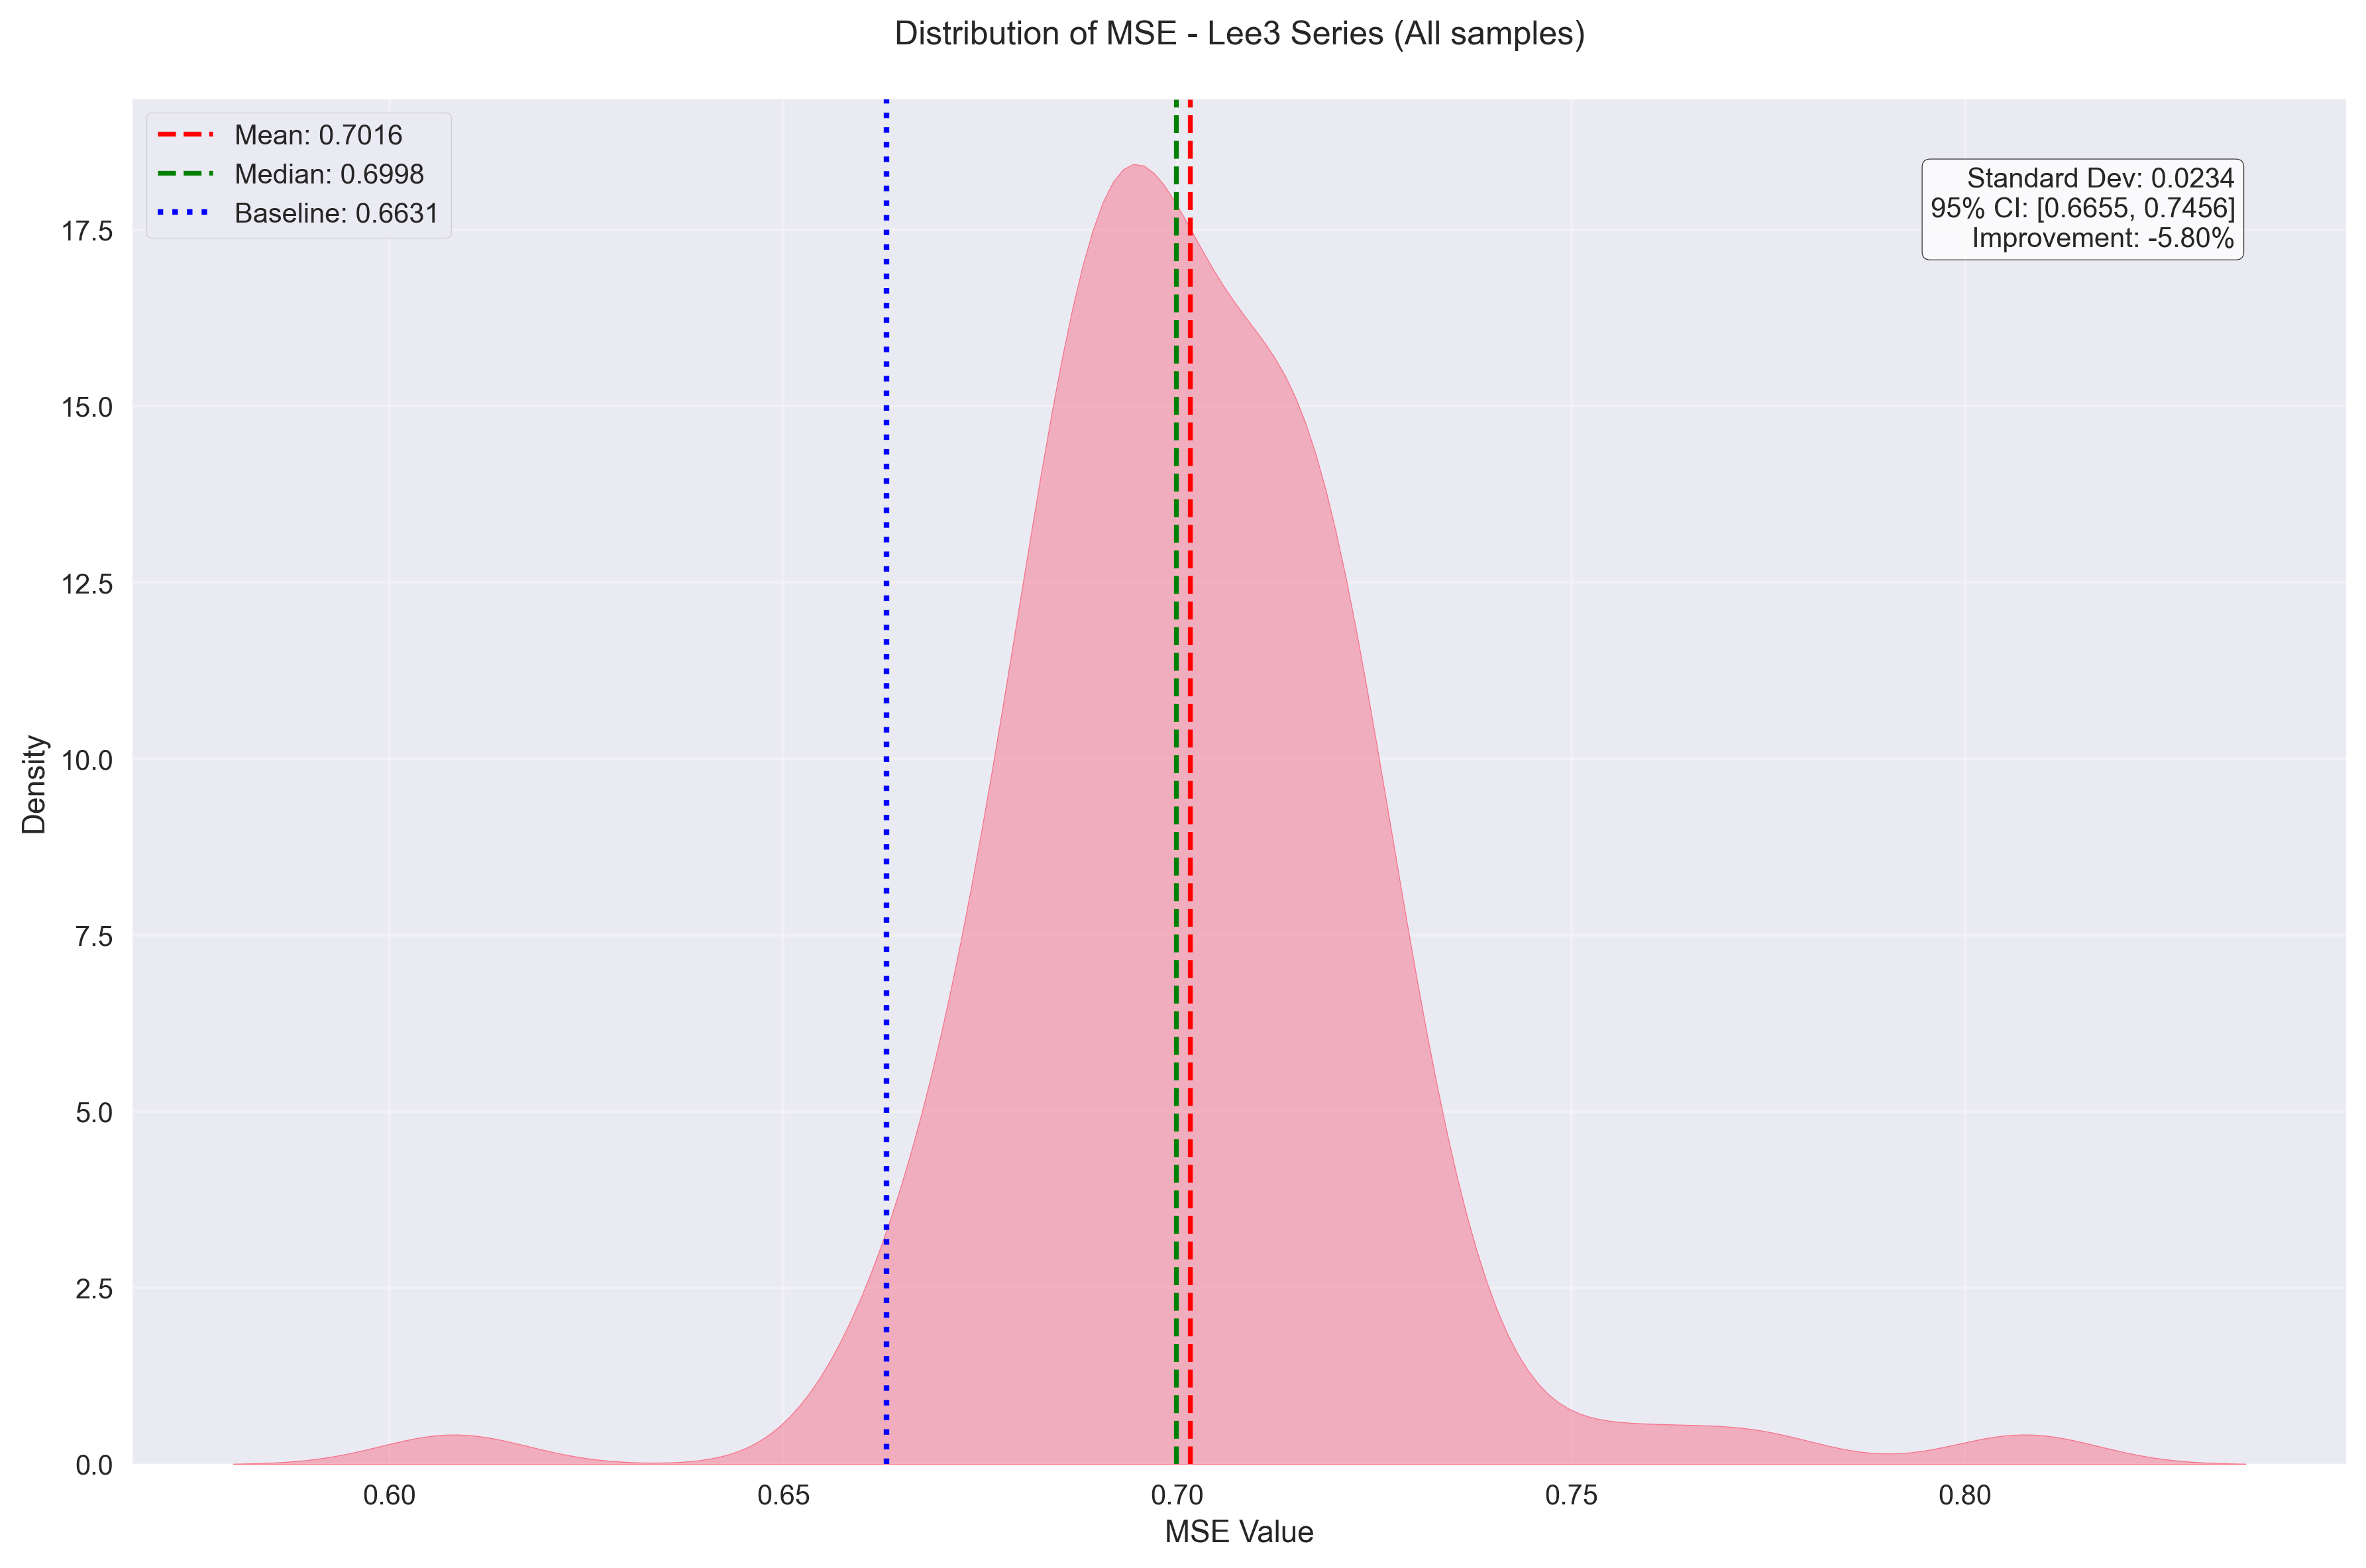 Distribution of MSE - Lee3 Series (All samples)
Mean: 0.7016
Median: 0.6998
Baseline: 0.6631
Standard Dev: 0.0234
95% CI: [0.6655, 0.7456]
Improvement: -5.80%
Density
17.5
15.0
12.5
10.0
7.5
5.0
2.5
0.0
0.60
0.65
0.70
0.75
0.80
MSE Value